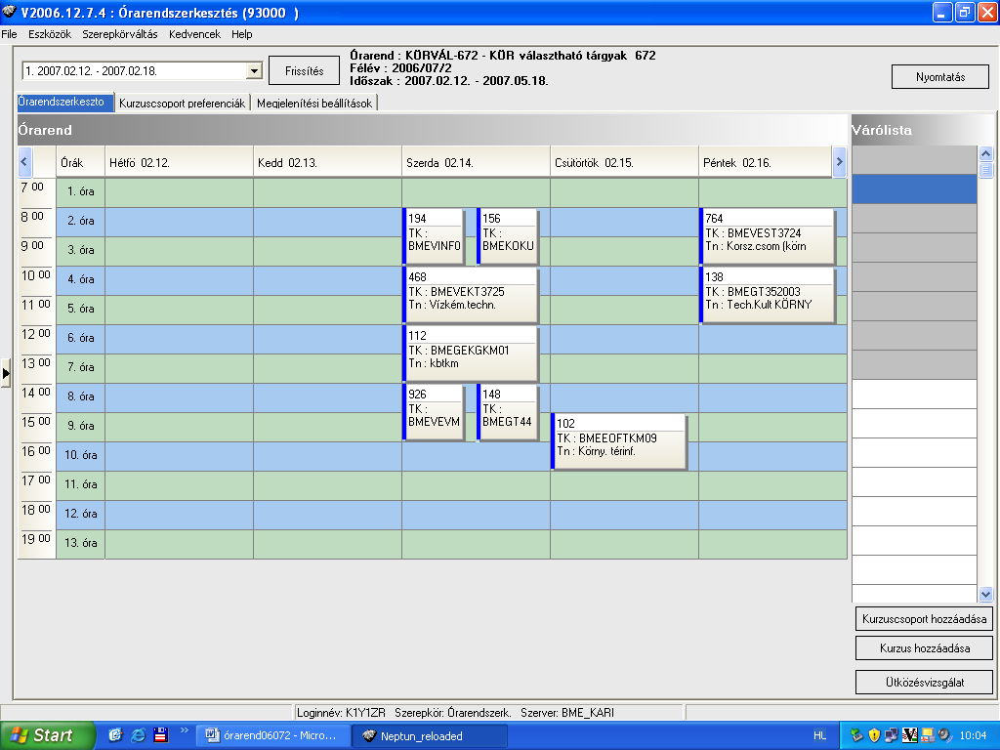 V2006.12.7.4 : Órarendszerkesztés (93000 )
File Eszközök Szerepkörváltás Kedvencek Help
1. 2007.02.12. - 2007.02.18.
Frissítés
Órarend : KÖRVÁL-672 - KÖR választható tárgyak 672
Félév : 2006/07/2
Időszak : 2007.02.12. - 2007.05.18.
Nyomtatás
Órarendszerkeszto Kurzuscsoport preferenciák Megjelenítési beállítások
Órarend
Várólista
Órák Hétfö 02.12. Kedd 02.13. Szerda 02.14. Csütörtök 02.15. Péntek 02.16.
7 00 1. óra
8 00 2. óra
9 00 3. óra
10 00 4. óra
11 00 5. óra
12 00 6. óra
13 00 7. óra
14 00 8. óra
15 00 9. óra
16 00 10. óra
17 00 11. óra
18 00 12. óra
19 00 13. óra
194
TK :
BMEVINF0
156
TK :
BMEKOKU
468
TK : BMEVEKT3725
Tn : Vízkém.techn.
112
TK : BMEGEKGKM01
Tn : kbtkm
926
TK :
BMEVEVM
148
TK :
BMEGT44
102
TK : BMEEOFTKM09
Tn : Körny. térinf.
764
TK : BMEVEST3724
Tn : Korsz.csom (körn
138
TK : BMEGT352003
Tn : Tech.Kult KÖRNY
Kurzuscsoport hozzáadása
Kurzus hozzáadása
Ütközésvizsgálat
Loginnév: K1Y1ZR Szerepkör: Órarendszerk. Szerver: BME_KARI
Start
órarend06072 - Micro...
Neptun_reloaded
HL
10:04